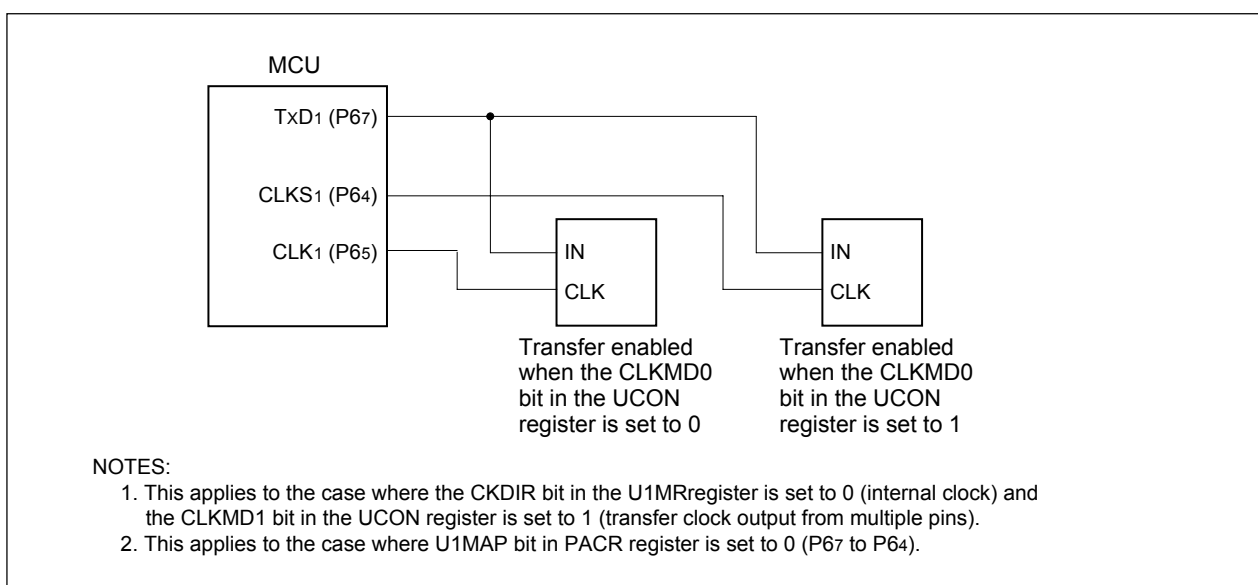 MCU
TxD1 (P67)
CLKS1 (P64)
CLK1 (P65)
IN
CLK
IN
CLK
Transfer enabled
when the CLKMD0
bit in the UCON
register is set to 0
Transfer enabled
when the CLKMD0
bit in the UCON
register is set to 1
NOTES:
1. This applies to the case where the CKDIR bit in the U1MRregister is set to 0 (internal clock) and
the CLKMD1 bit in the UCON register is set to 1 (transfer clock output from multiple pins).
2. This applies to the case where U1MAP bit in PACR register is set to 0 (P67 to P64).